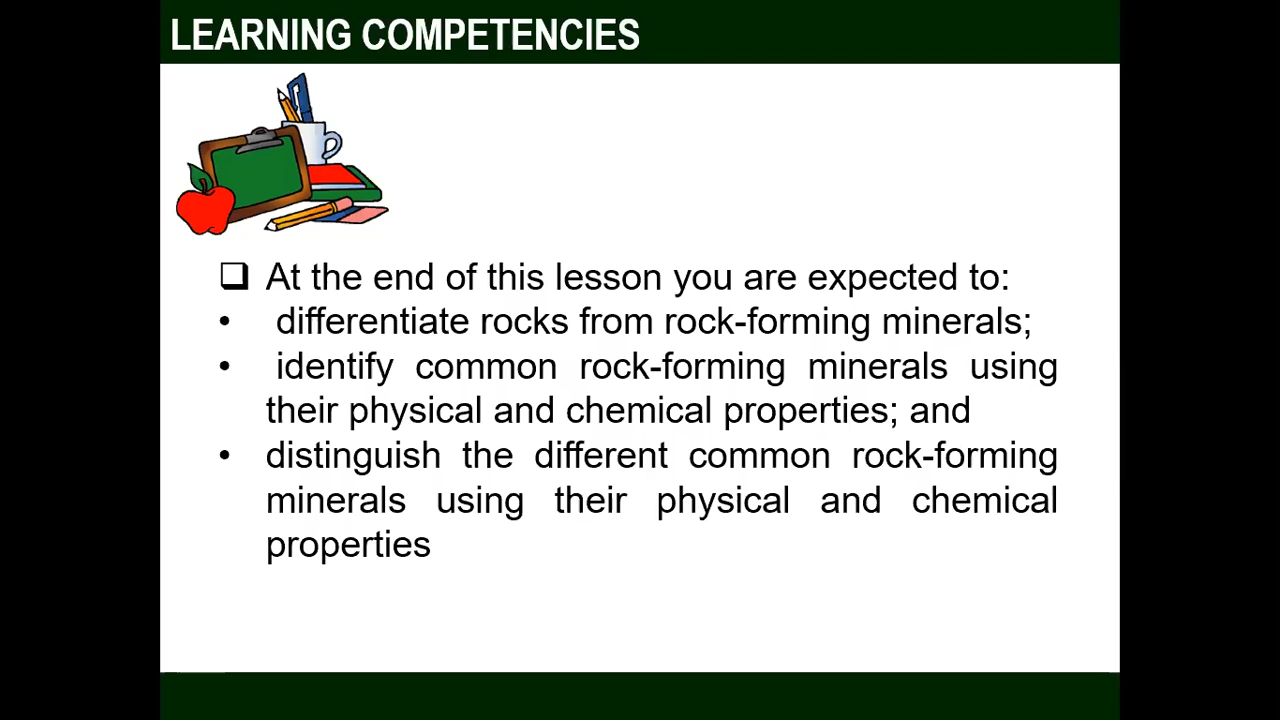 LEARNING COMPETENCIES
❑ At the end of this lesson you are expected to:
• differentiate rocks from rock-forming minerals;
• identify common rock-forming minerals using
their physical and chemical properties; and
• distinguish the different common rock-forming
minerals using their physical and chemical
properties